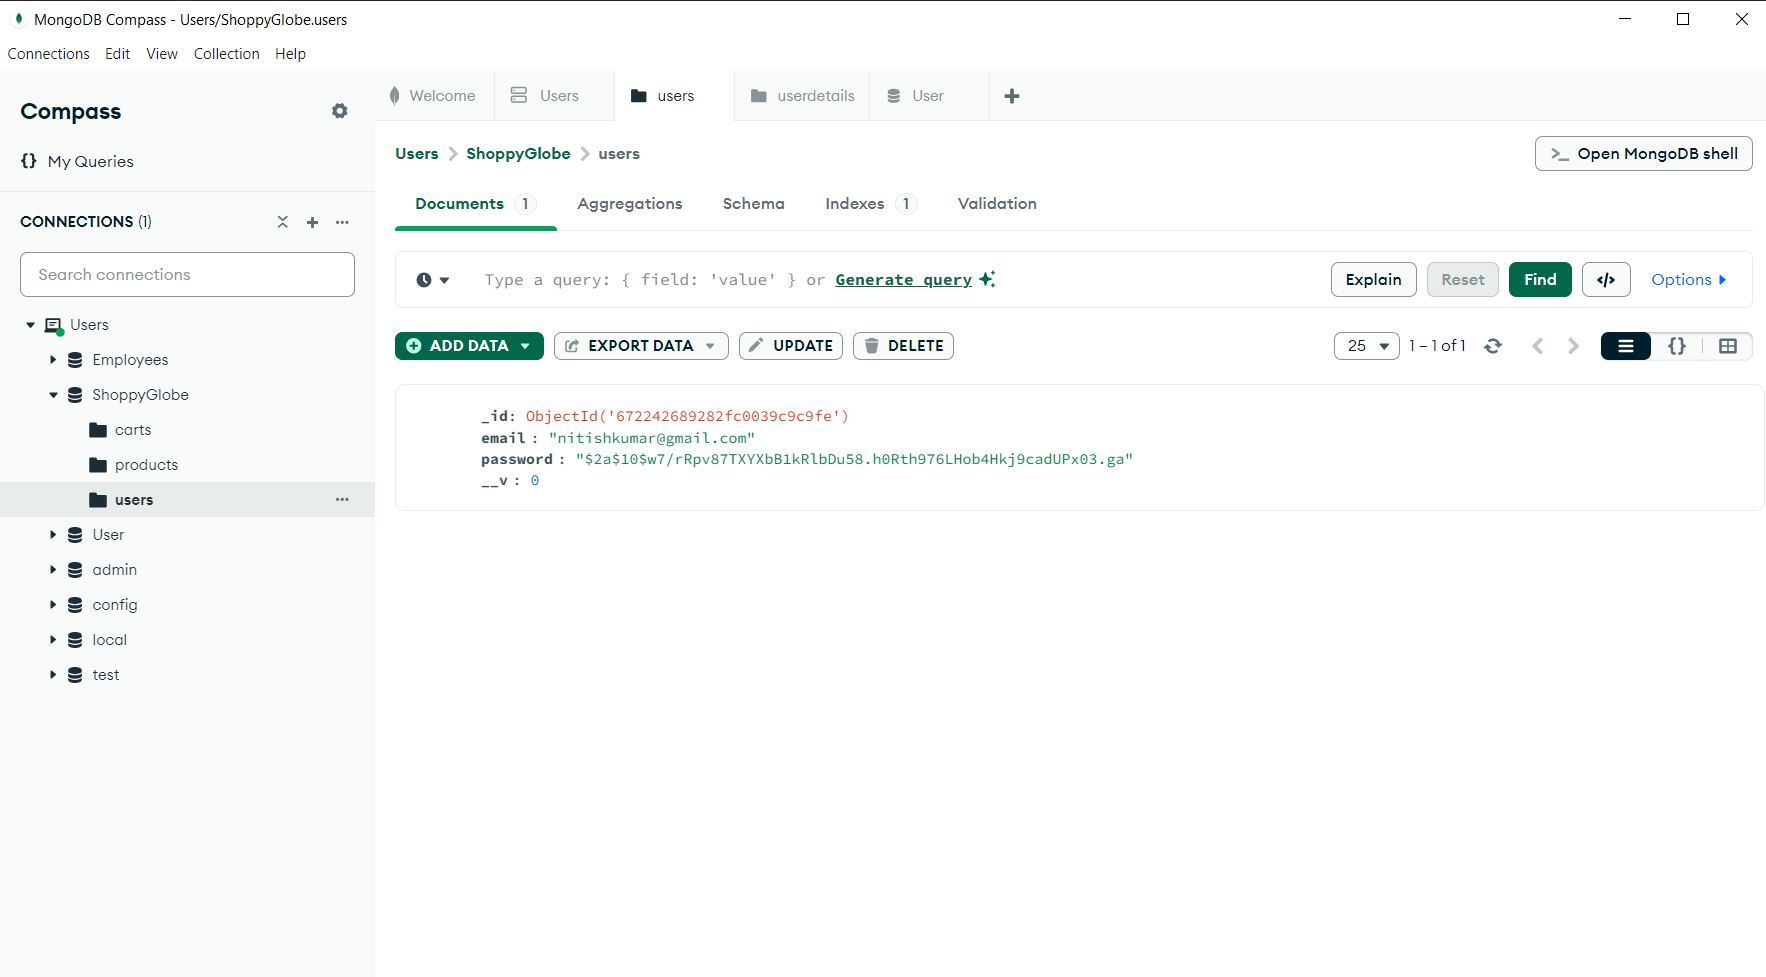 MongoDB Compass - Users/ShoppyGlobe.users
Connections Edit View Collection Help
Compass
{} My Queries
CONNECTIONS (1)
Search connections
Users
Employees
ShoppyGlobe
carts
products
users
User
admin
config
local
test
Welcome Users users userdetails User
Users > ShoppyGlobe > users
>_ Open MongoDB shell
Documents 1 Aggregations Schema Indexes 1 Validation
Type a query: { field: 'value' } or Generate query
Explain Reset Find </> Options
ADD DATA EXPORT DATA UPDATE DELETE
25 1 – 1 of 1 {}
_id: ObjectId('672242689282fc0039c9c9fe')
email : "nitishkumar@gmail.com"
password : "$2a$10$w7/rRpv87TXYXbB1kRlbDu58.h0Rth976LHob4Hkj9cadUPx03.ga"
__v : 0